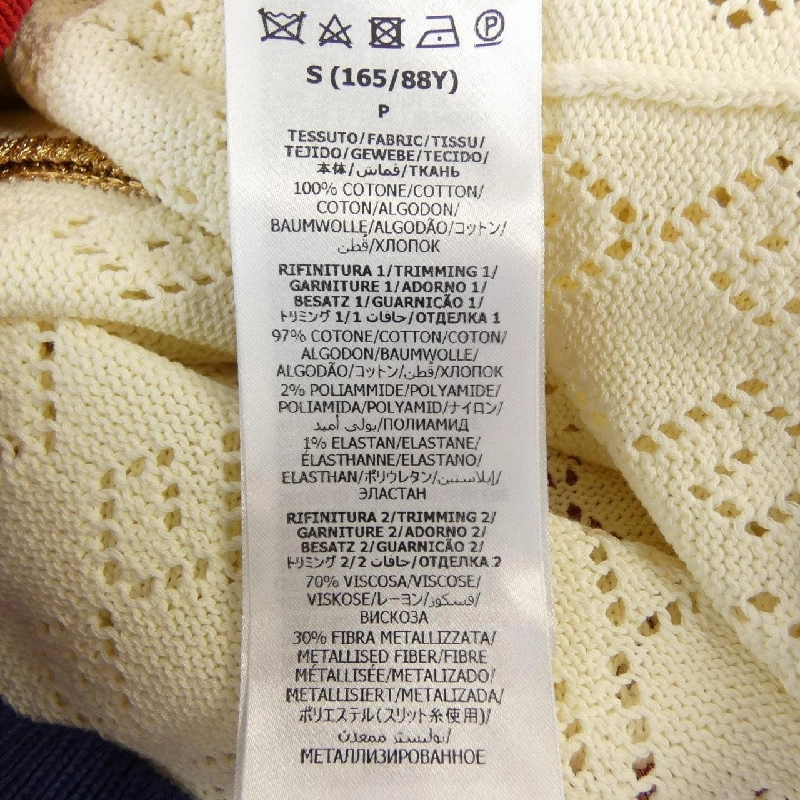 P
S (165/88Y)
P
TESSUTO/FABRIC/TISSU/
TEJIDO/GEWEBE/TECIDO/
本体/قماش/ТКАНЬ
100% COTONE/COTTON/
COTON/ALGODON/
BAUMWOLLE/ALGODÃO/コットン/
قطن/ХЛОПОК
RIFINITURA 1/TRIMMING 1/
GARNITURE 1/ADORNO 1/
BESATZ 1/GUARNIÇÃO 1/
トリミング 1/حافات 1/ОТДЕЛКА 1
97% COTONE/COTTON/COTON/
ALGODON/BAUMWOLLE/
ALGODÃO/コットン/قطن/ХЛОПОК
2% POLIAMMIDE/POLYAMIDE/
POLIAMIDA/POLYAMID/ナイロン/
بولي أميد/ПОЛИАМИД
1% ELASTAN/ELASTANE/
ÉLASTHANNE/ELASTANO/
ELASTHAN/ポリウレタン/إيلاستين/
ЭЛАСТАН
RIFINITURA 2/TRIMMING 2/
GARNITURE 2/ADORNO 2/
BESATZ 2/GUARNICÃO 2/
トリミング 2/حافات 2/ОТДЕЛКА 2
70% VISCOSA/VISCOSE/
VISKOSE/レーヨン/فسكوز/
ВИСКОЗА
30% FIBRA METALLIZZATA/
METALLISED FIBER/FIBRE
MÉTALLISÉE/METALIZADO/
METALLISIERT/METALIZADA/
ポリエステル(スリット糸使用)/
بوليستر ممعدن/
МЕТАЛЛИЗИРОВАННОЕ